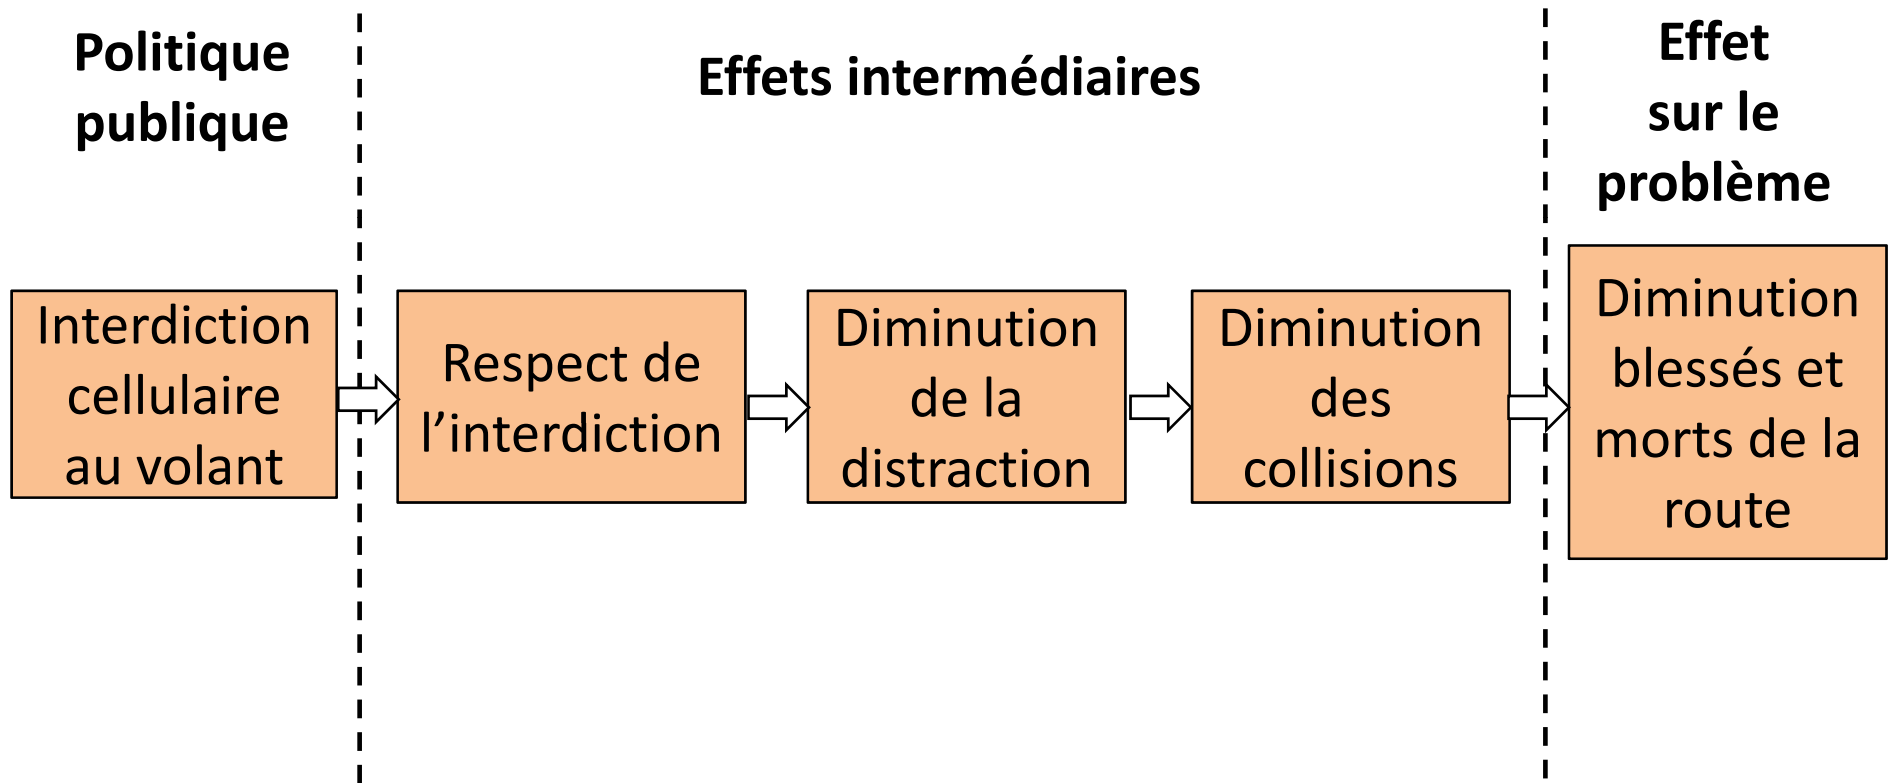 Politique
publique
Effets intermédiaires
Effet
sur le
problème
Interdiction
cellulaire
au volant
Respect de
l’interdiction
Diminution
de la
distraction
Diminution
des
collisions
Diminution
blessés et
morts de la
route